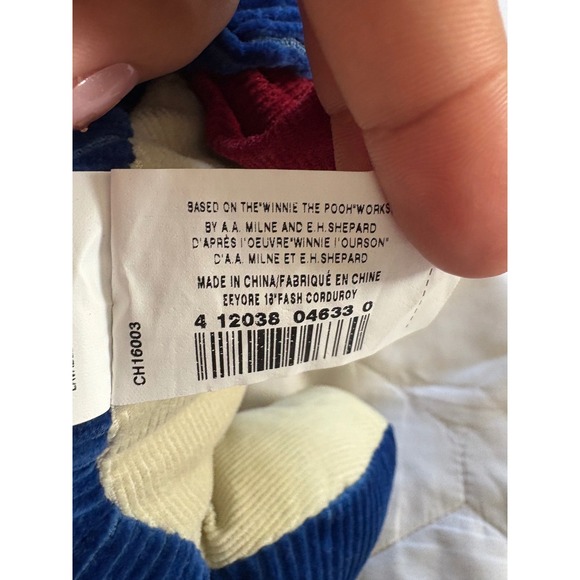 BASED ON THE"WINNIE THE POOH"WORKS
BY A.A. MILNE AND E.H.SHEPARD
D'APRÈS l'OEUVRE"WINNIE l'OURSON"
D'A.A. MILNE ET E.H.SHEPARD
MADE IN CHINA/FABRIQUÉ EN CHINE
EEYORE 18"FASH CORDUROY
4 12038 04633 0
CH16003